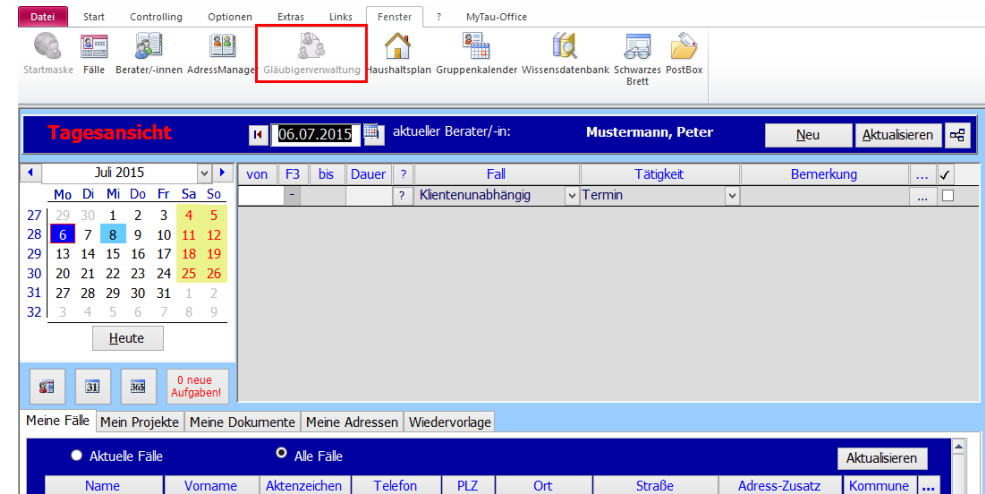 Datei Start Controlling Optionen Extras Links Fenster ? MyTau-Office
Startmaske Fälle Berater/-innen AdressManager Gläubigerverwaltung Haushaltsplan Gruppenkalender Wissensdatenbank Schwarzes Brett PostBox
Tagesansicht 06.07.2015 aktueller Berater/-in: Mustermann, Peter Neu Aktualisieren
Juli 2015 von F3 bis Dauer ? Fall Tätigkeit Bemerkung ... ✓
Mo Di Mi Do Fr Sa So - ? Klientenunabhängig Termin ...
27 29 30 1 2 3 4 5
28 6 7 8 9 10 11 12
29 13 14 15 16 17 18 19
30 20 21 22 23 24 25 26
31 27 28 29 30 31 1 2
32 3 4 5 6 7 8 9
Heute
31 365 0 neue Aufgaben!
Meine Fälle Mein Projekte Meine Dokumente Meine Adressen Wiedervorlage
Aktuelle Fälle Alle Fälle Aktualisieren
Name Vorname Aktenzeichen Telefon PLZ Ort Straße Adress-Zusatz Kommune ...